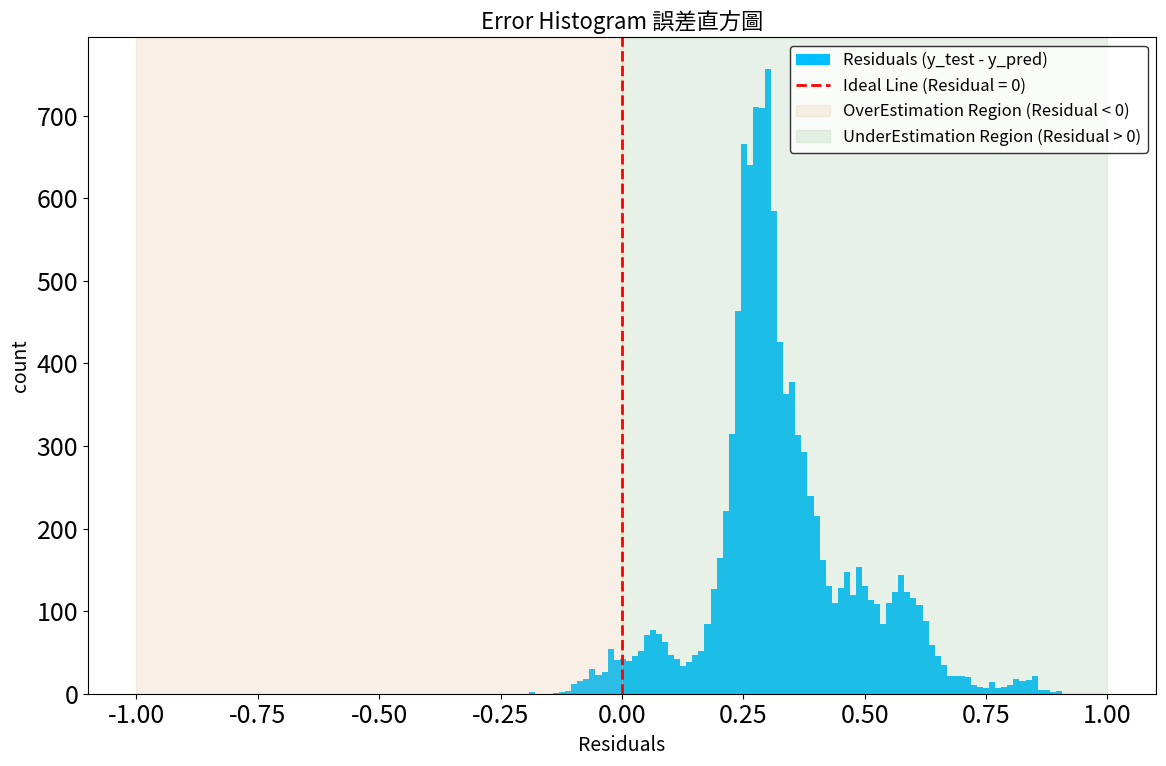 Error Histogram 誤差直方圖
Residuals (y_test - y_pred)
Ideal Line (Residual = 0)
OverEstimation Region (Residual < 0)
UnderEstimation Region (Residual > 0)
count
700
600
500
400
300
200
100
0
-1.00 -0.75 -0.50 -0.25 0.00 0.25 0.50 0.75 1.00
Residuals